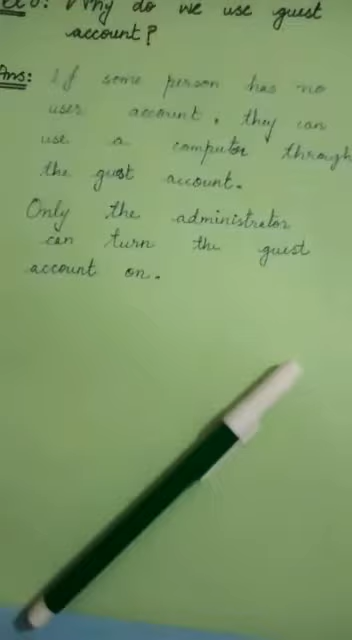 Why do we use guest
account?
Ans: If some person has no
user account, they can
use a computer through
the guest account.
Only the administrator
can turn the guest
account on.